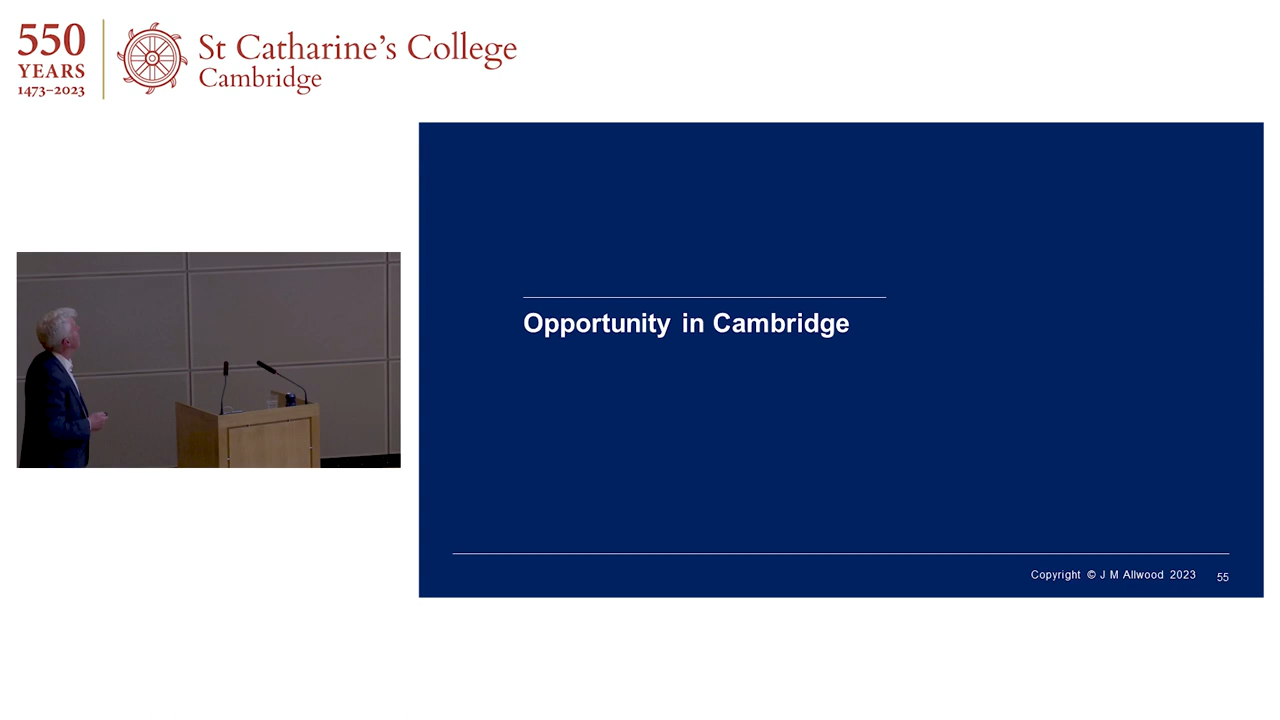 550
YEARS
1473–2023
St Catharine's College
Cambridge
Opportunity in Cambridge
Copyright © J M Allwood 2023
55